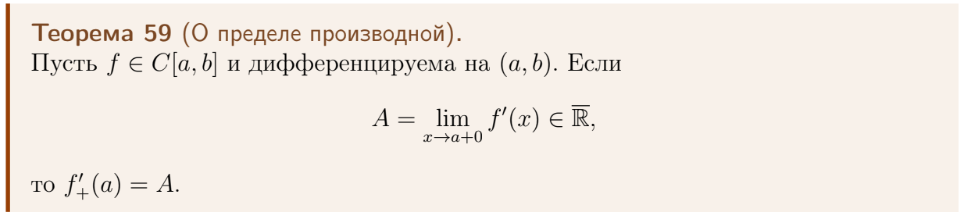 Теорема 59 (О пределе производной).
Пусть f ∈ C[a, b] и дифференцируема на (a, b). Если
A = lim_{x→a+0} f′(x) ∈ ℝ̅,
то f′₊(a) = A.